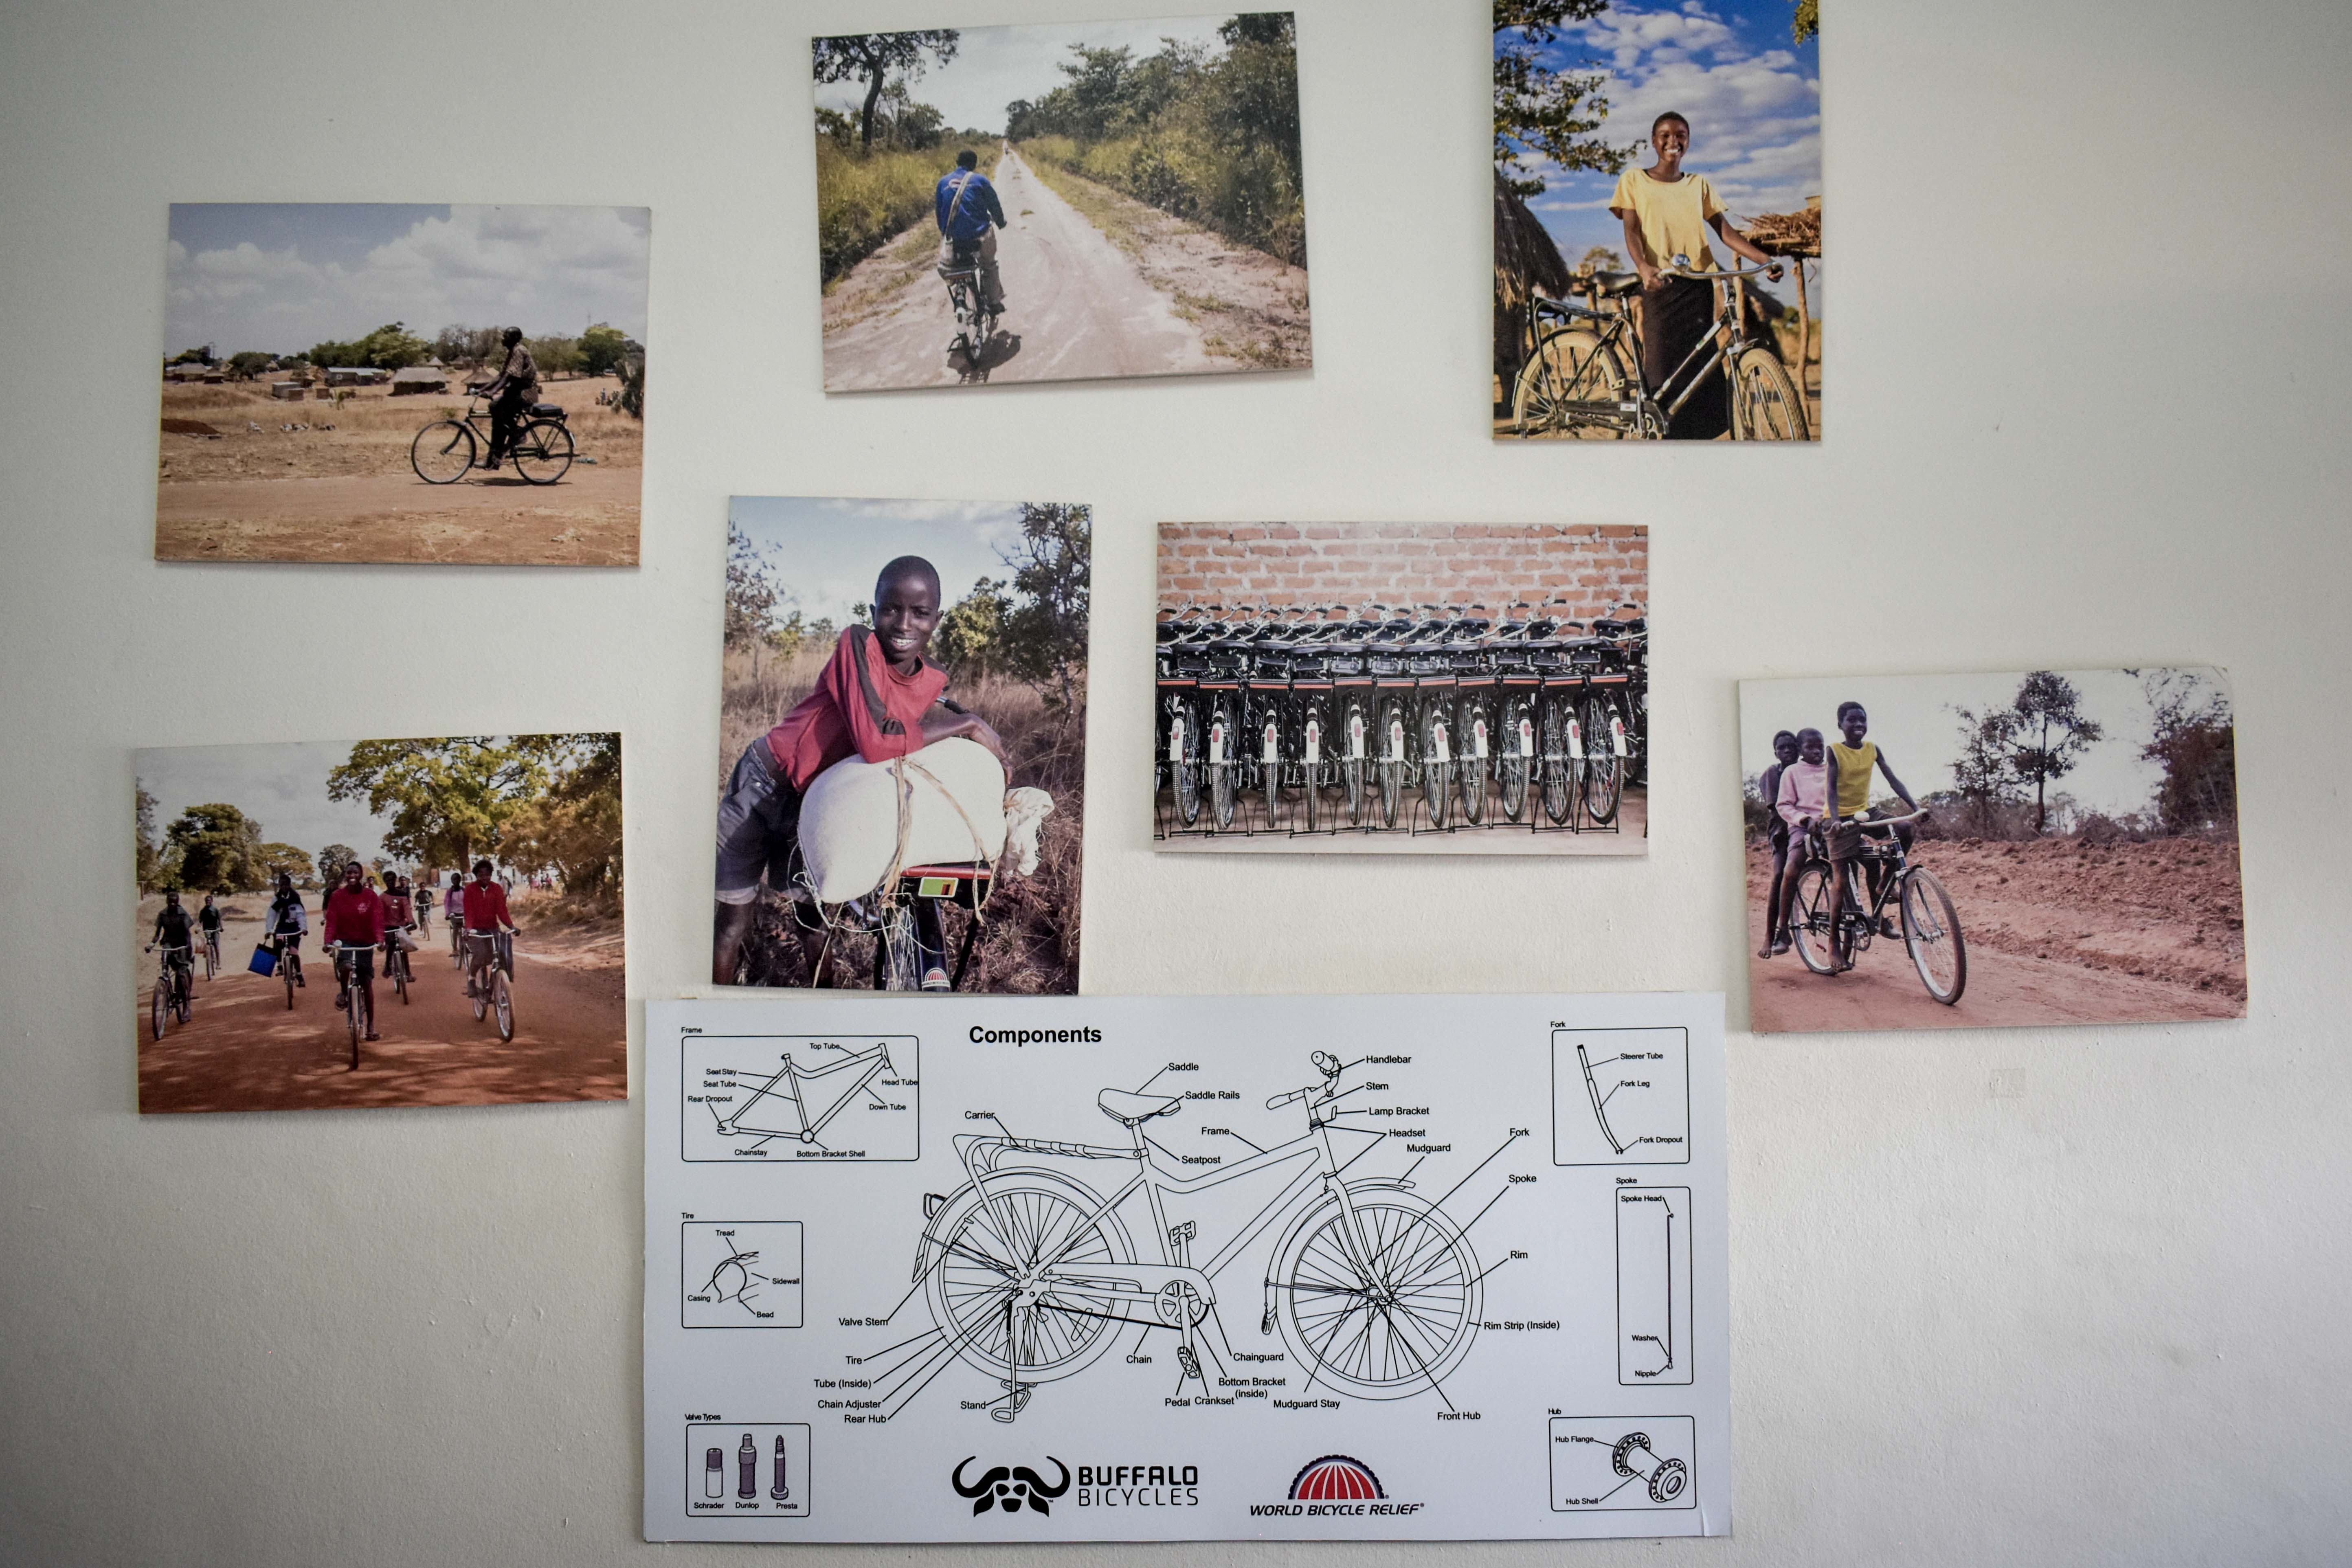 Components
Frame
Top Tube
Seat Stay
Seat Tube
Rear Dropout
Head Tube
Down Tube
Chainstay
Bottom Bracket Shell
Tire
Tread
Sidewall
Casing
Bead
Valve Types
Schrader
Dunlop
Presta
Saddle
Saddle Rails
Carrier
Frame
Seatpost
Handlebar
Stem
Lamp Bracket
Headset
Mudguard
Fork
Spoke
Rim
Rim Strip (Inside)
Valve Stem
Tire
Tube (Inside)
Chain Adjuster
Rear Hub
Stand
Chain
Chainguard
Bottom Bracket
(inside)
Pedal
Crankset
Mudguard Stay
Front Hub
Fork
Steerer Tube
Fork Leg
Fork Dropout
Spoke
Spoke Head
Washer
Nipple
Hub
Hub Flange
Hub Shell
BUFFALO
BICYCLES
WORLD BICYCLE RELIEF®